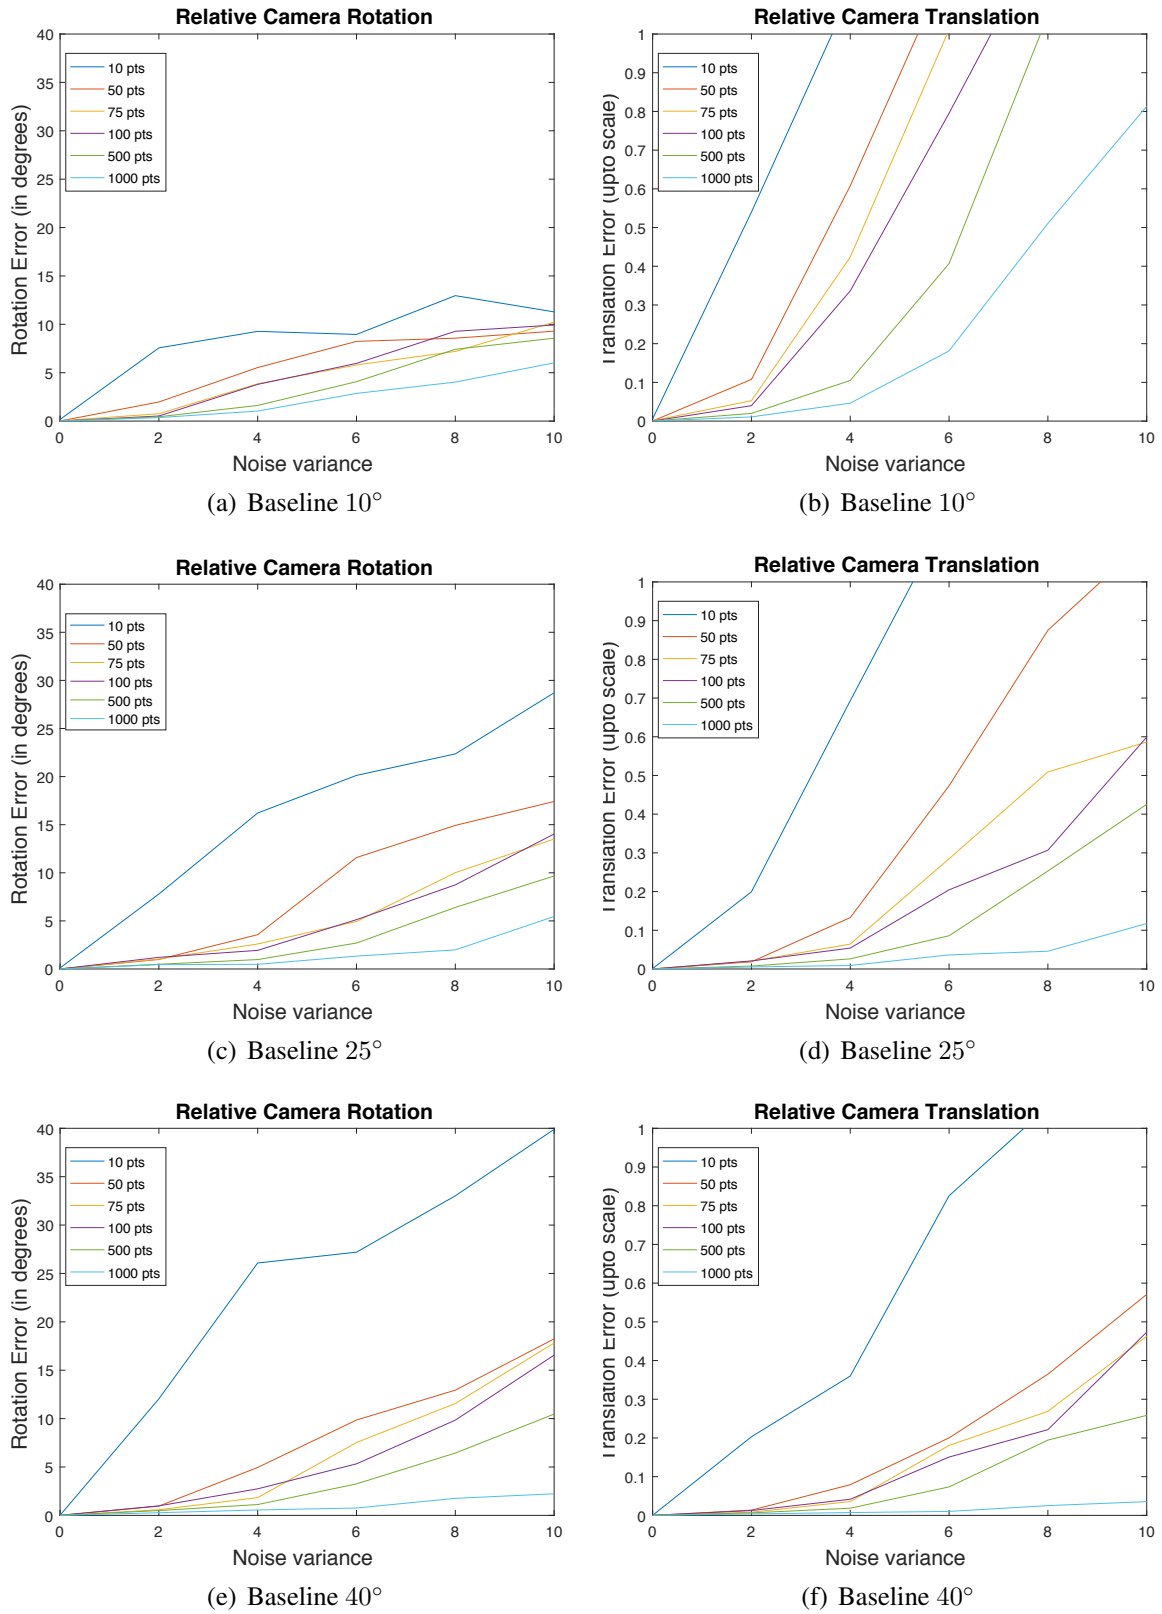 Relative Camera Rotation
40
35
30
25
20
15
10
5
0
Rotation Error (in degrees)
10 pts
50 pts
75 pts
100 pts
500 pts
1000 pts
0 2 4 6 8 10
Noise variance
(a) Baseline 10°
Relative Camera Translation
1
0.9
0.8
0.7
0.6
0.5
0.4
0.3
0.2
0.1
0
Translation Error (upto scale)
10 pts
50 pts
75 pts
100 pts
500 pts
1000 pts
0 2 4 6 8 10
Noise variance
(b) Baseline 10°
Relative Camera Rotation
40
35
30
25
20
15
10
5
0
Rotation Error (in degrees)
10 pts
50 pts
75 pts
100 pts
500 pts
1000 pts
0 2 4 6 8 10
Noise variance
(c) Baseline 25°
Relative Camera Translation
1
0.9
0.8
0.7
0.6
0.5
0.4
0.3
0.2
0.1
0
Translation Error (upto scale)
10 pts
50 pts
75 pts
100 pts
500 pts
1000 pts
0 2 4 6 8 10
Noise variance
(d) Baseline 25°
Relative Camera Rotation
40
35
30
25
20
15
10
5
0
Rotation Error (in degrees)
10 pts
50 pts
75 pts
100 pts
500 pts
1000 pts
0 2 4 6 8 10
Noise variance
(e) Baseline 40°
Relative Camera Translation
1
0.9
0.8
0.7
0.6
0.5
0.4
0.3
0.2
0.1
0
Translation Error (upto scale)
10 pts
50 pts
75 pts
100 pts
500 pts
1000 pts
0 2 4 6 8 10
Noise variance
(f) Baseline 40°